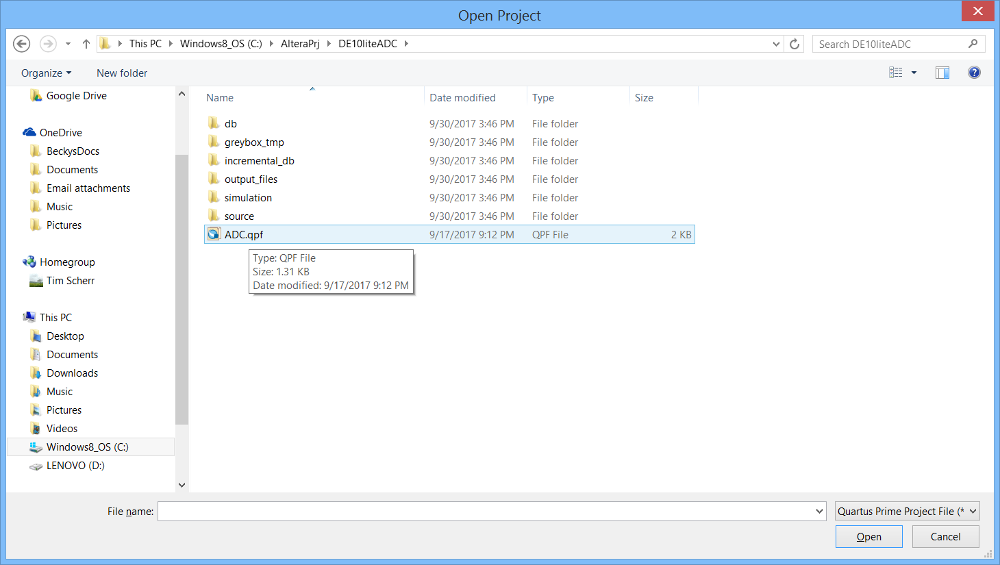 Open Project
This PC Windows8_OS (C:) AlteraPrj DE10liteADC
Search DE10liteADC
Organize New folder
Name Date modified Type Size
Google Drive
OneDrive
BeckysDocs
Documents
Email attachments
Music
Pictures
Homegroup
Tim Scherr
This PC
Desktop
Documents
Downloads
Music
Pictures
Videos
Windows8_OS (C:)
LENOVO (D:)
db 9/30/2017 3:46 PM File folder
greybox_tmp 9/30/2017 3:46 PM File folder
incremental_db 9/30/2017 3:46 PM File folder
output_files 9/30/2017 3:46 PM File folder
simulation 9/30/2017 3:46 PM File folder
source 9/30/2017 3:46 PM File folder
ADC.qpf 9/17/2017 9:12 PM QPF File 2 KB
Type: QPF File
Size: 1.31 KB
Date modified: 9/17/2017 9:12 PM
File name:
Quartus Prime Project File (*
Open Cancel